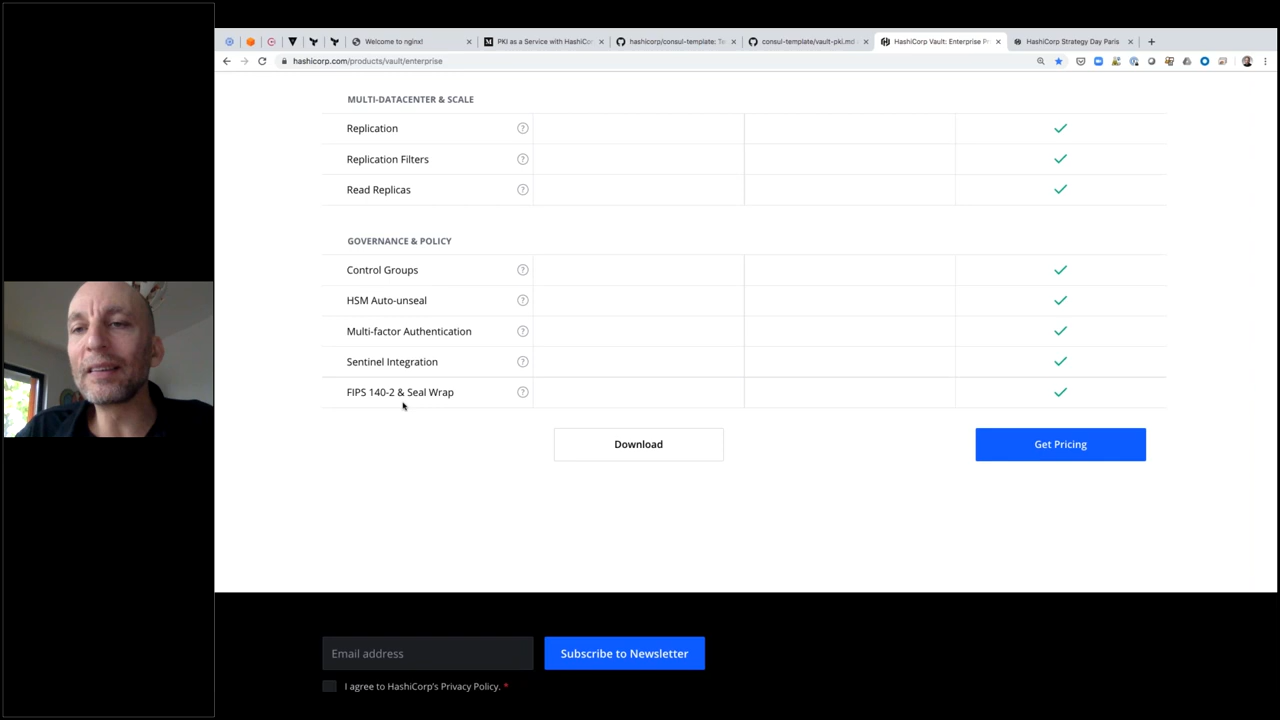 Welcome to nginx!
PKI as a Service with HashiC
hashicorp/consul-template: Te
consul-template/vault-pki.md
HashiCorp Vault: Enterprise P
HashiCorp Strategy Day Paris
hashicorp.com/products/vault/enterprise
MULTI-DATACENTER & SCALE
Replication ?
Replication Filters ?
Read Replicas ?
GOVERNANCE & POLICY
Control Groups ?
HSM Auto-unseal ?
Multi-factor Authentication ?
Sentinel Integration ?
FIPS 140-2 & Seal Wrap ?
Download
Get Pricing
Email address
Subscribe to Newsletter
I agree to HashiCorp's Privacy Policy. *